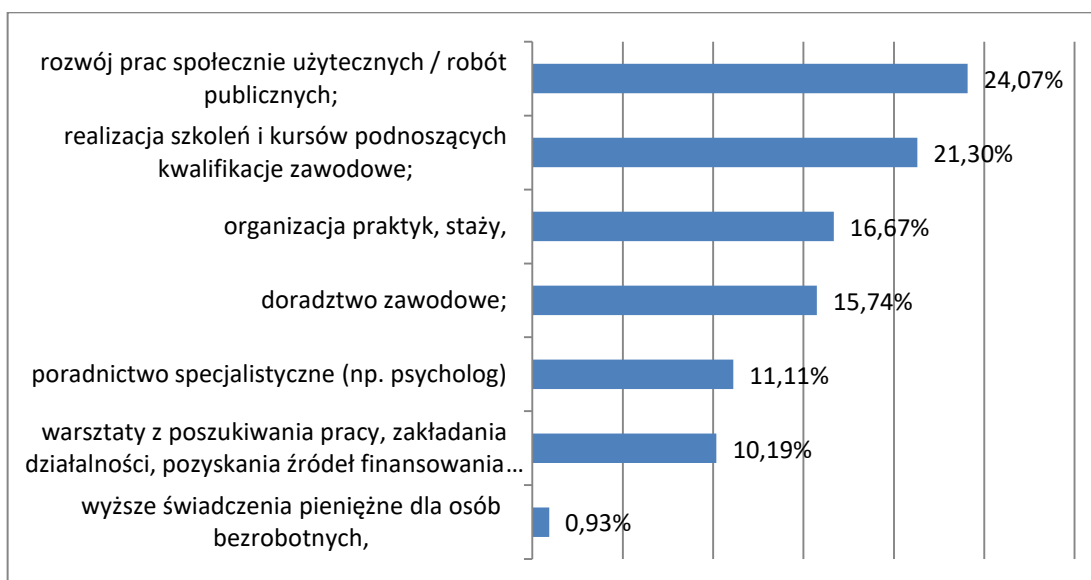 rozwój prac społecznie użytecznych / robót
publicznych;
24,07%
realizacja szkoleń i kursów podnoszących
kwalifikacje zawodowe;
21,30%
organizacja praktyk, staży,
16,67%
doradztwo zawodowe;
15,74%
poradnictwo specjalistyczne (np. psycholog)
11,11%
warsztaty z poszukiwania pracy, zakładania
działalności, pozyskania źródeł finansowania…
10,19%
wyższe świadczenia pieniężne dla osób
bezrobotnych,
0,93%